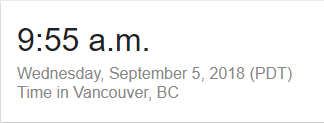 9:55 a.m.
Wednesday, September 5, 2018 (PDT)
Time in Vancouver, BC